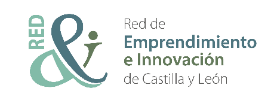 RED
&i
Red de
Emprendimiento
e Innovación
de Castilla y León